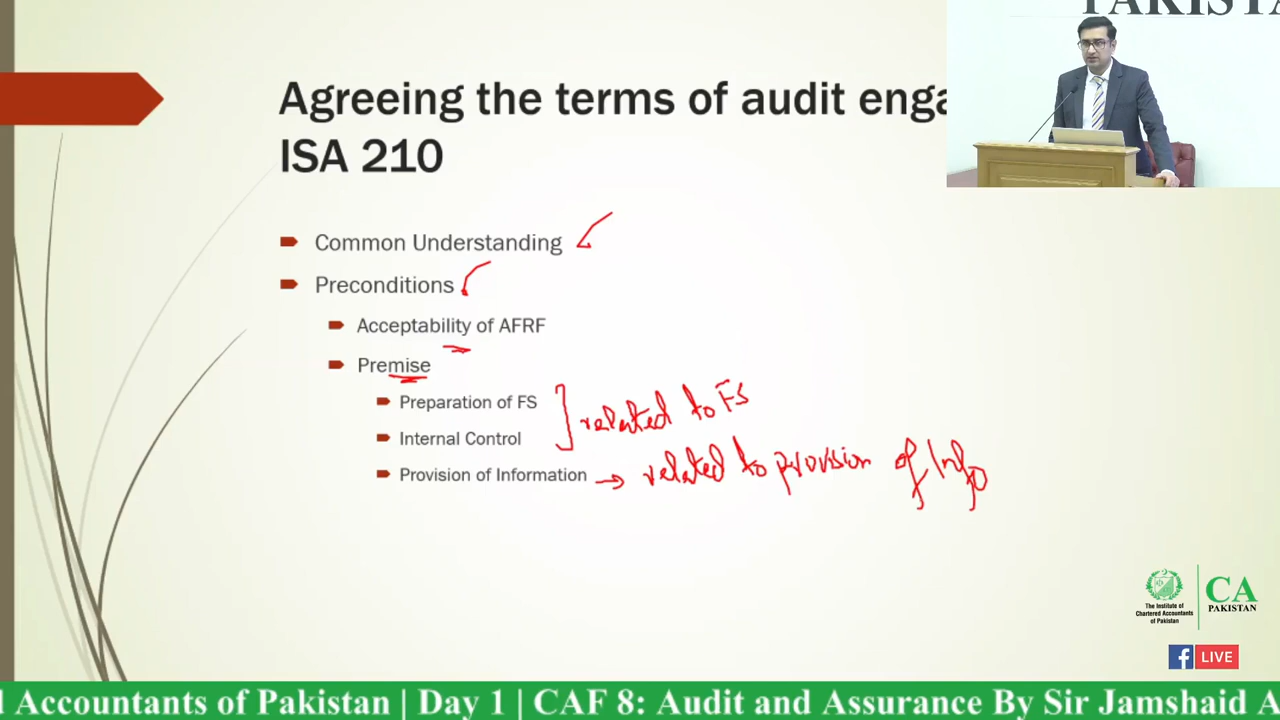 PAKISTA
Agreeing the terms of audit enga
ISA 210
Common Understanding
Preconditions
Acceptability of AFRF
Premise
Preparation of FS
Internal Control
related to FS
Provision of Information → related to provision of Info
The Institute of
Chartered Accountants
of Pakistan
CA
PAKISTAN
f LIVE
d Accountants of Pakistan | Day 1 | CAF 8: Audit and Assurance By Sir Jamshaid A